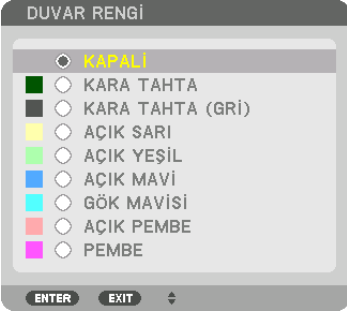 DUVAR RENGİ
KAPALİ
KARA TAHTA
KARA TAHTA (GRİ)
AÇIK SARI
AÇIK YEŞİL
AÇIK MAVİ
GÖK MAVİSİ
AÇIK PEMBE
PEMBE
ENTER EXIT